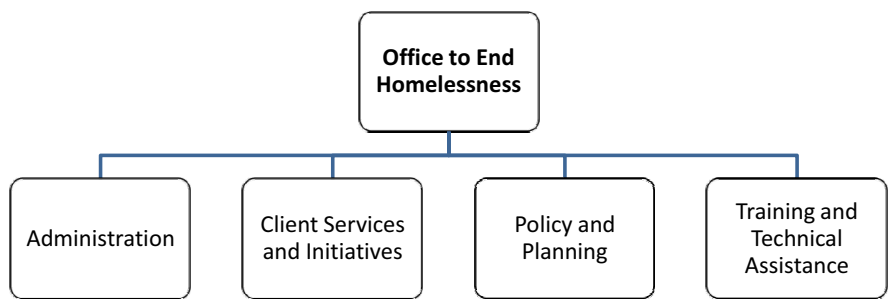 Office to End
Homelessness
Administration
Client Services
and Initiatives
Policy and
Planning
Training and
Technical
Assistance